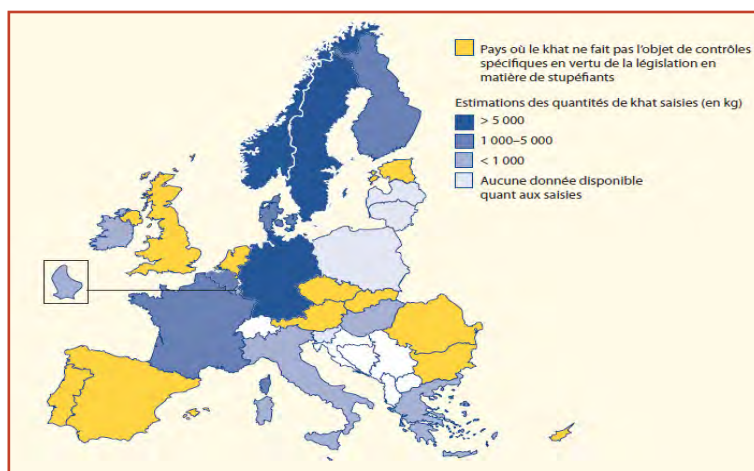 Pays où le khat ne fait pas l'objet de contrôles
spécifiques en vertu de la législation en
matière de stupéfiants
Estimations des quantités de khat saisies (en kg)
> 5 000
1 000–5 000
< 1 000
Aucune donnée disponible
quant aux saisies